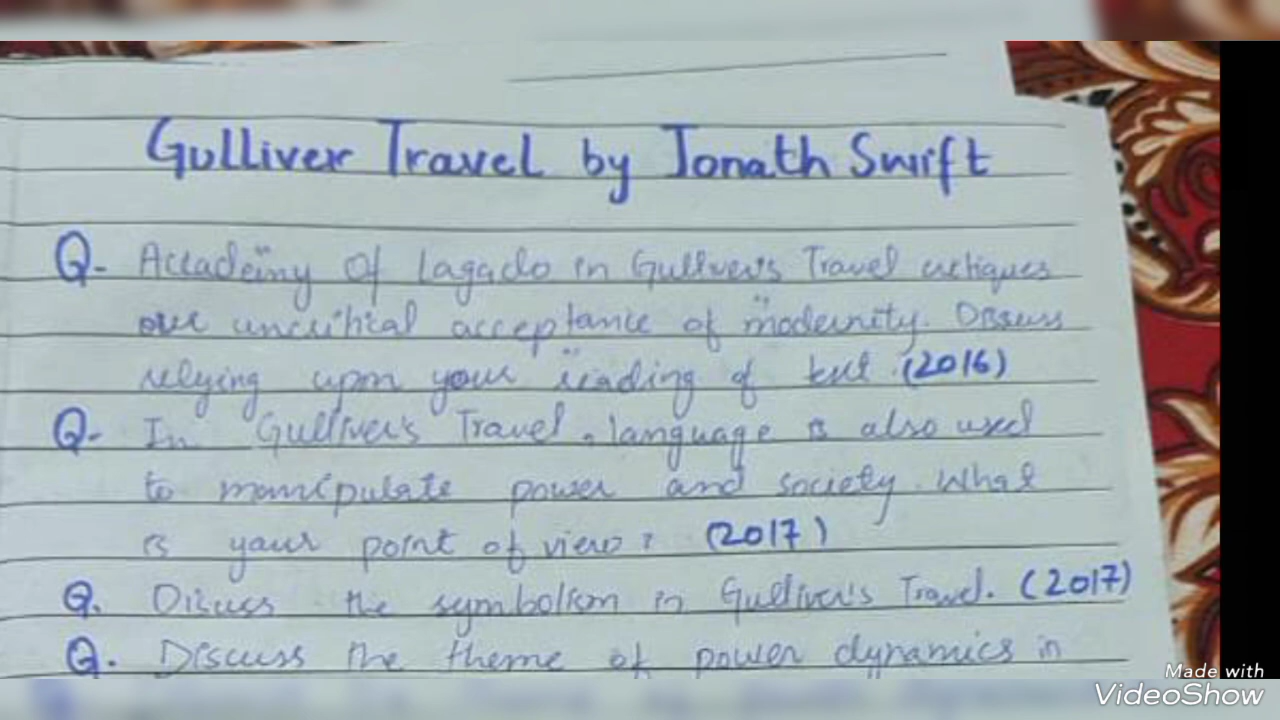 Gulliver Travel by Jonath Swift
Q- Accademy Of Lagado in Gulliver's Travel critiques
our uncritical acceptance of modernity. Discuss
relying upon your reading of text. (2016)
Q- In Gulliver's Travel, language is also used
to manipulate power and society. What
is your point of view? (2017)
Q. Discuss the symbolism in Gulliver's Travel. (2017)
Q. Discuss the theme of power dynamics in
Made with
VideoShow